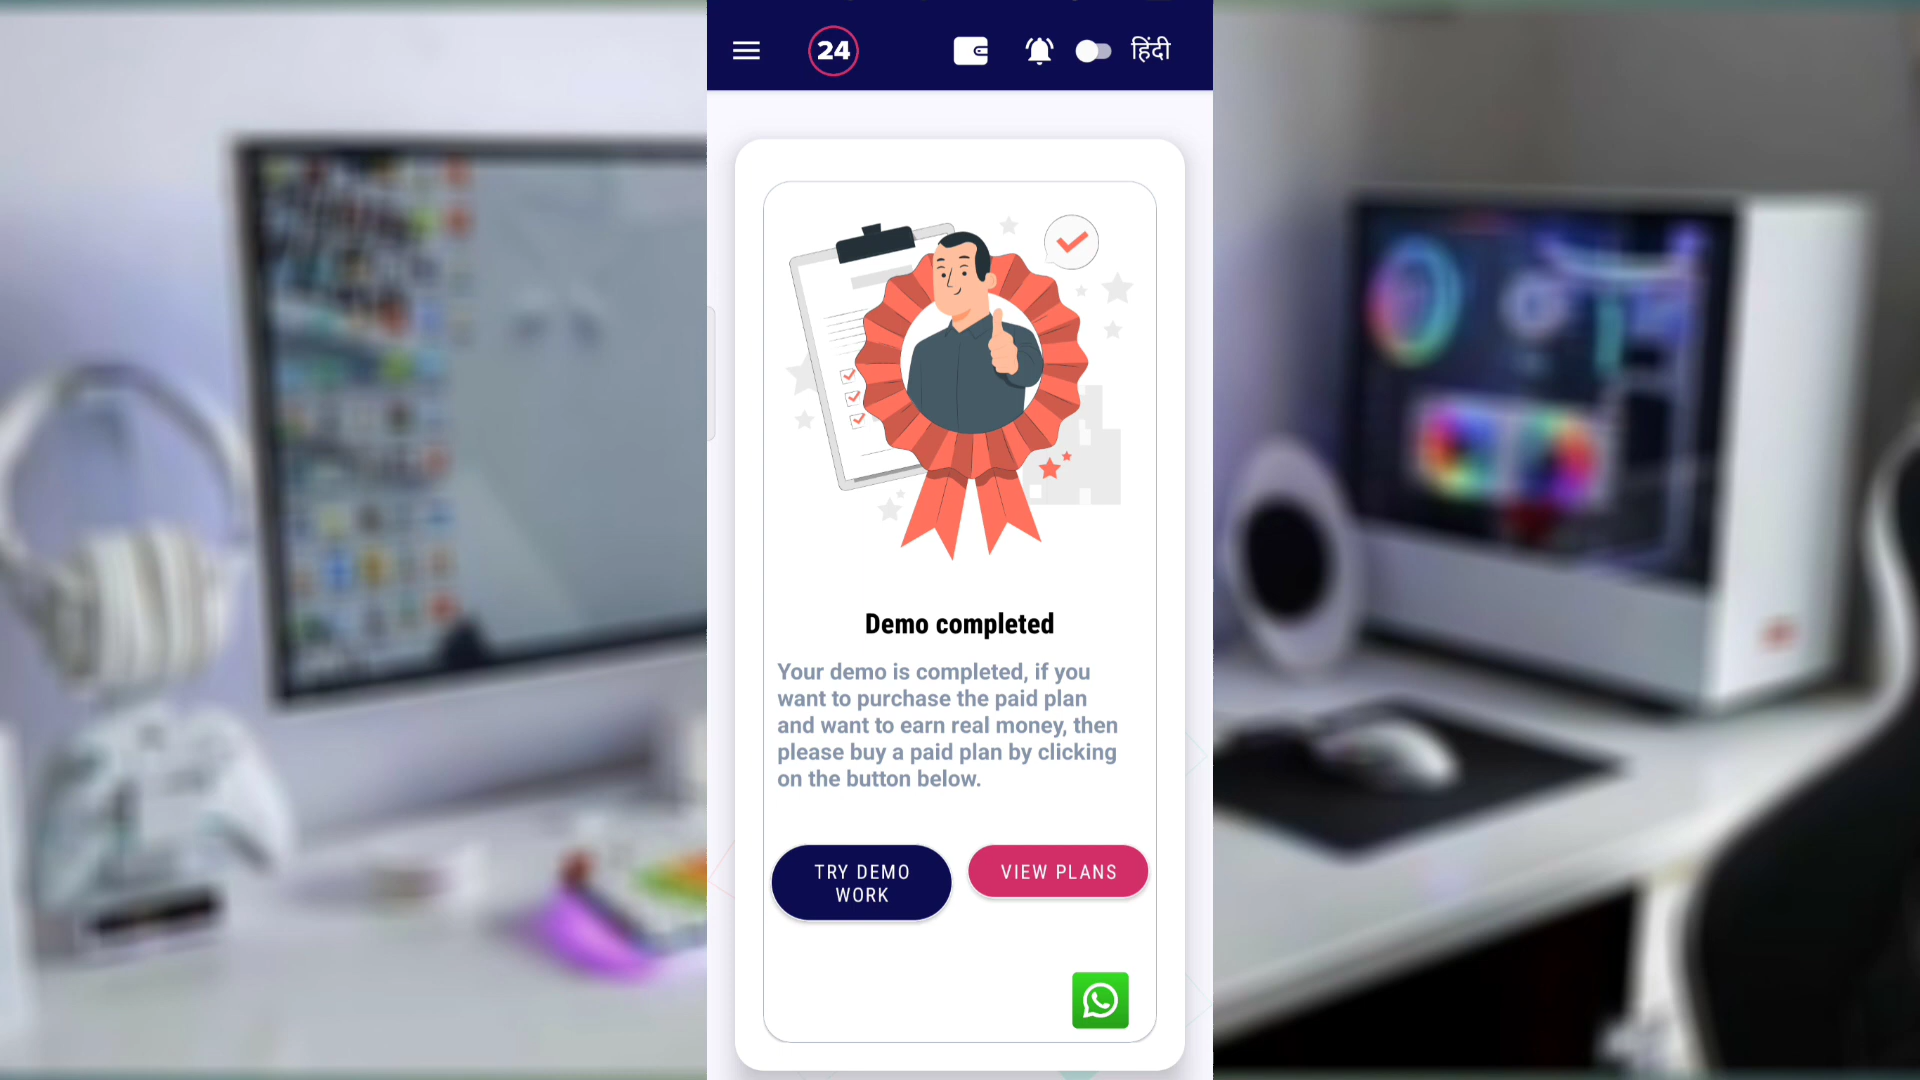 24
हिंदी
Demo completed
Your demo is completed, if you
want to purchase the paid plan
and want to earn real money, then
please buy a paid plan by clicking
on the button below.
TRY DEMO
WORK
VIEW PLANS